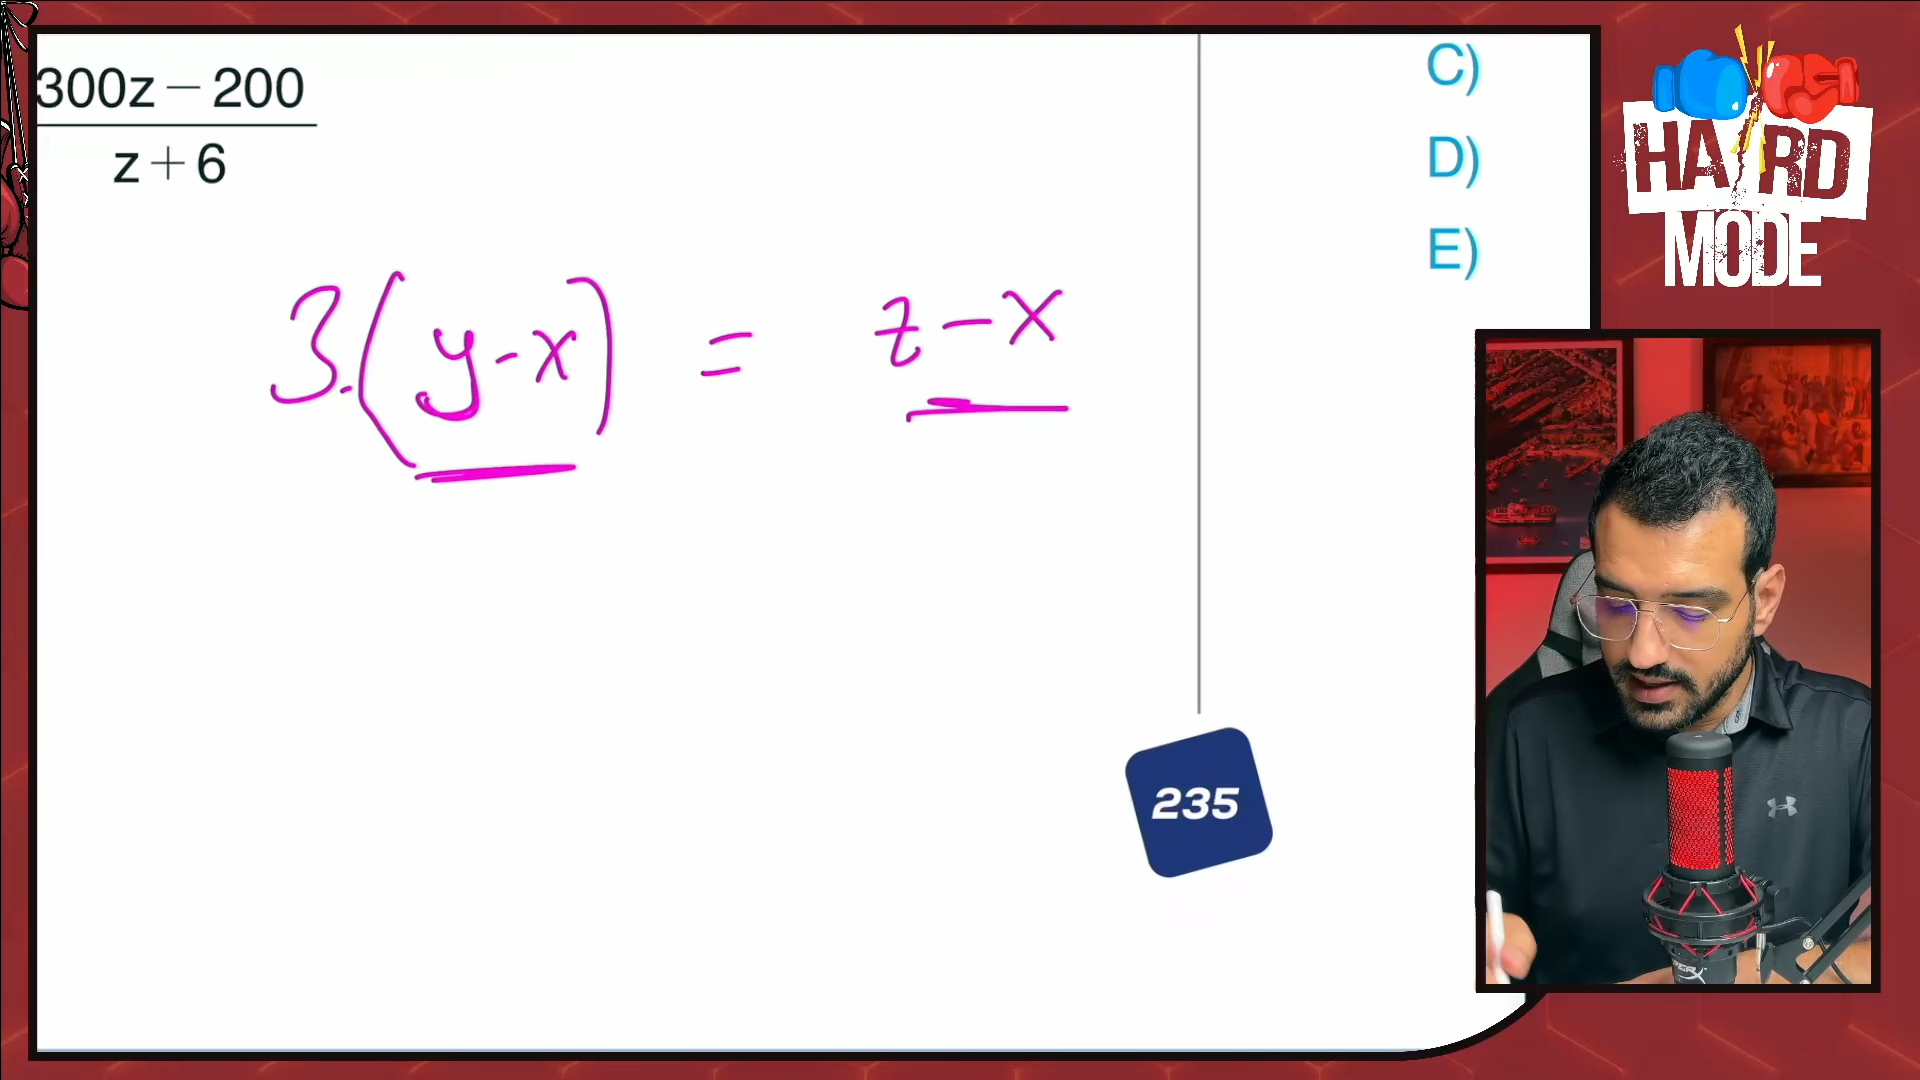 300z – 200
z + 6
3.(y-x) = z-x
C)
D)
E)
235
HARD
MODE